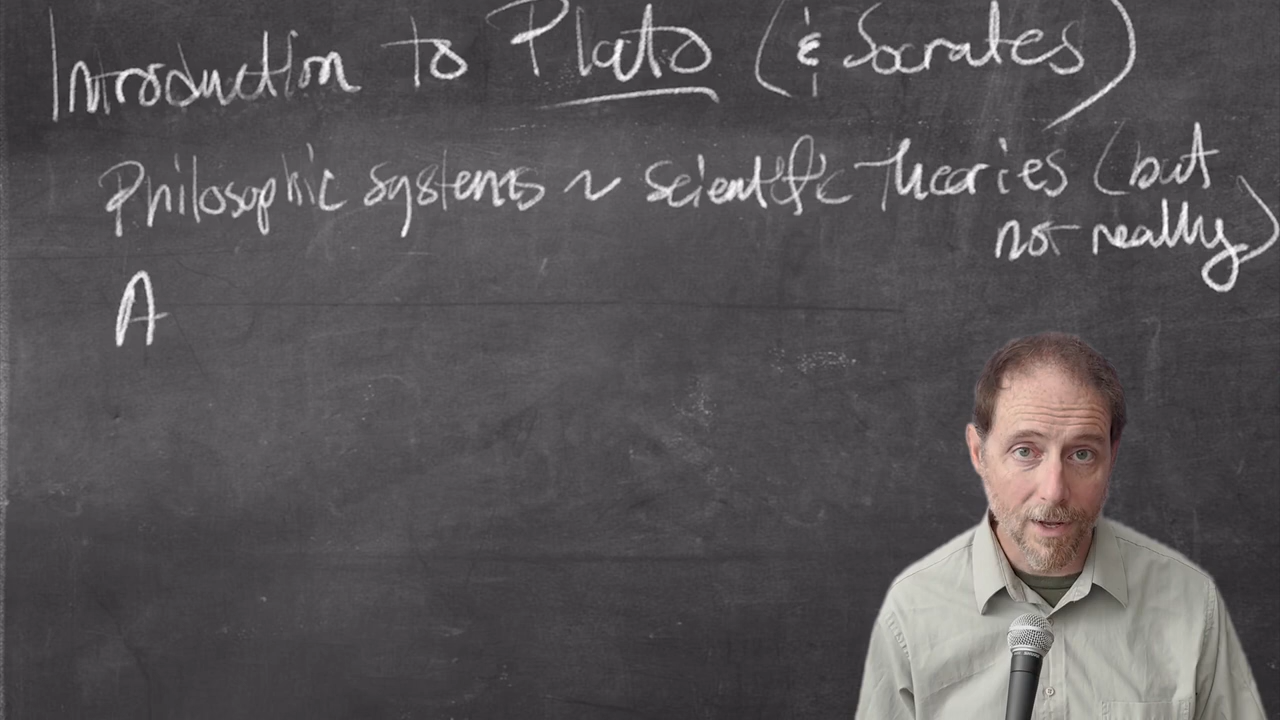 Introduction to Plato (& Socrates)
Philosophic systems ~ Scientific Theories (but
not really)
A